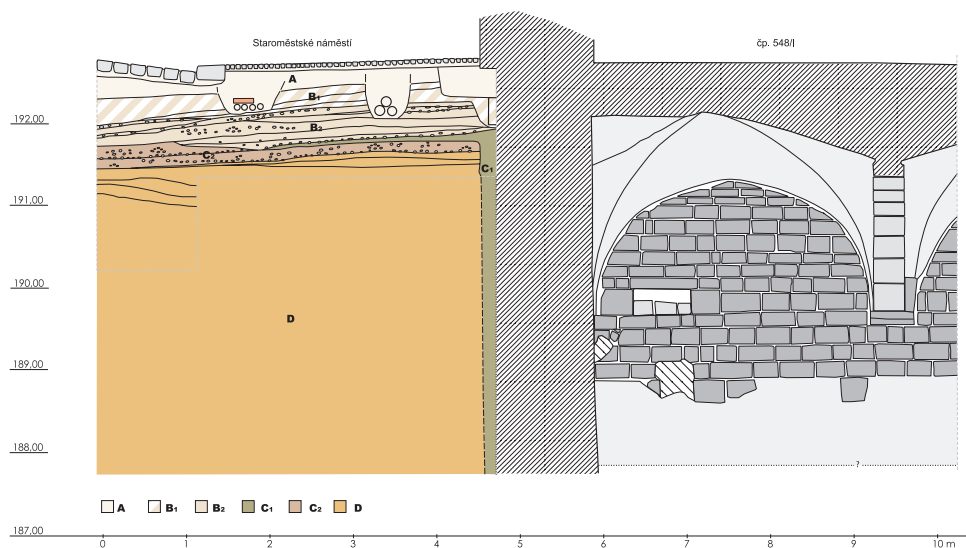 Staroměstské náměstí
čp. 548/I
A
B1
192,00
B2
C2
C1
191,00
190,00
D
189,00
188,00
?
A B1 B2 C1 C2 D
187,00
0 1 2 3 4 5 6 7 8 9 10 m